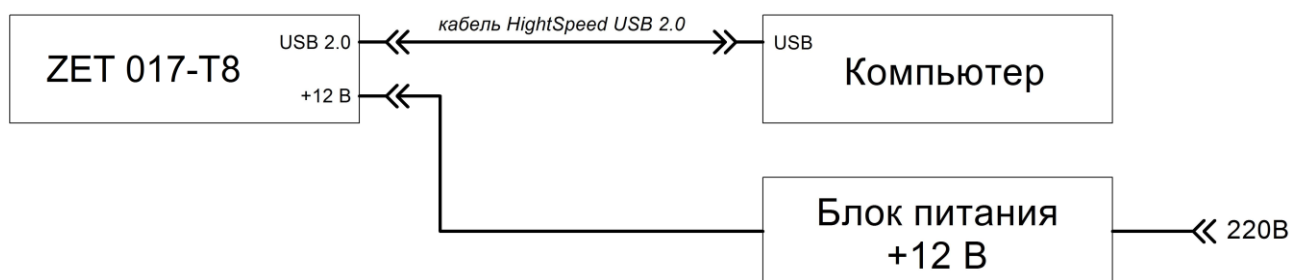 кабель HightSpeed USB 2.0
USB 2.0
USB
ZET 017-T8
Компьютер
+12 В
Блок питания
+12 В
220В